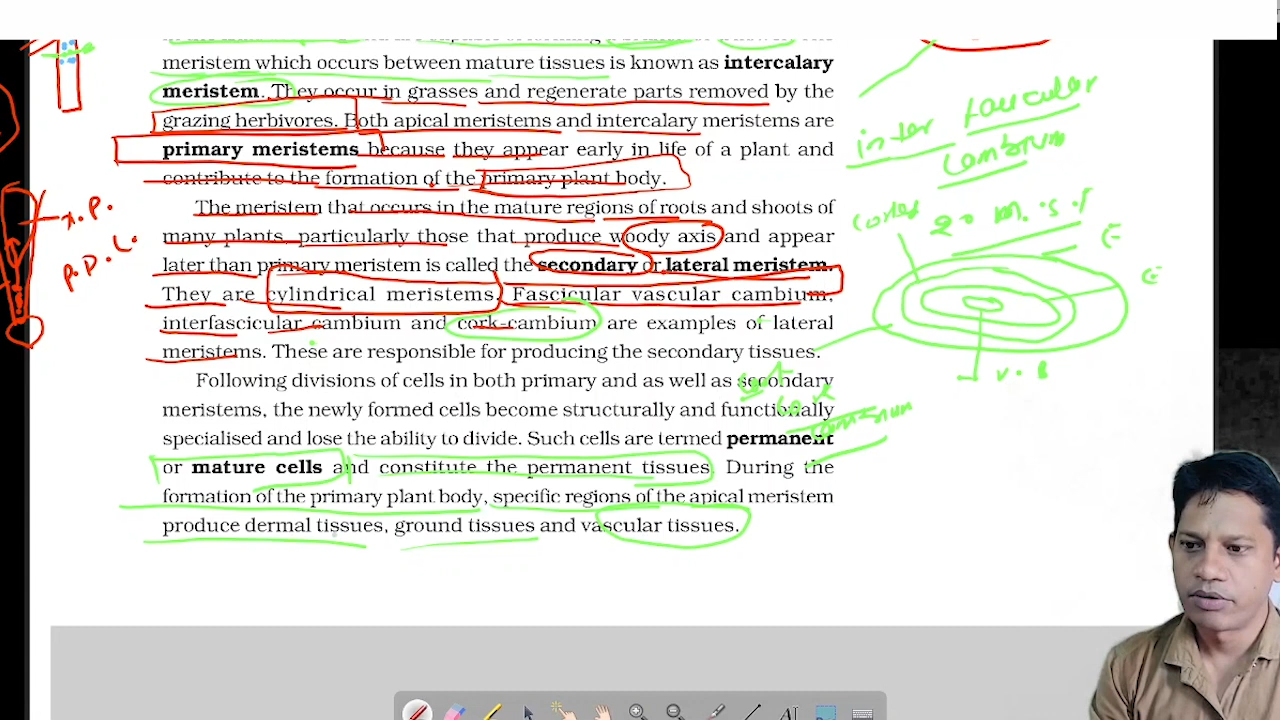 meristem which occurs between mature tissues is known as intercalary
meristem. They occur in grasses and regenerate parts removed by the
grazing herbivores. Both apical meristems and intercalary meristems are
primary meristems because they appear early in life of a plant and
contribute to the formation of the primary plant body.
The meristem that occurs in the mature regions of roots and shoots of
many plants, particularly those that produce woody axis and appear
later than primary meristem is called the secondary or lateral meristem.
They are cylindrical meristems. Fascicular vascular cambium,
interfascicular cambium and cork-cambium are examples of lateral
meristems. These are responsible for producing the secondary tissues.
Following divisions of cells in both primary and as well as secondary
meristems, the newly formed cells become structurally and functionally
specialised and lose the ability to divide. Such cells are termed permanent
or mature cells and constitute the permanent tissues. During the
formation of the primary plant body, specific regions of the apical meristem
produce dermal tissues, ground tissues and vascular tissues.
x.P.
P.D.L.
inter
cambium
20 M.S.F
E
E
V.B